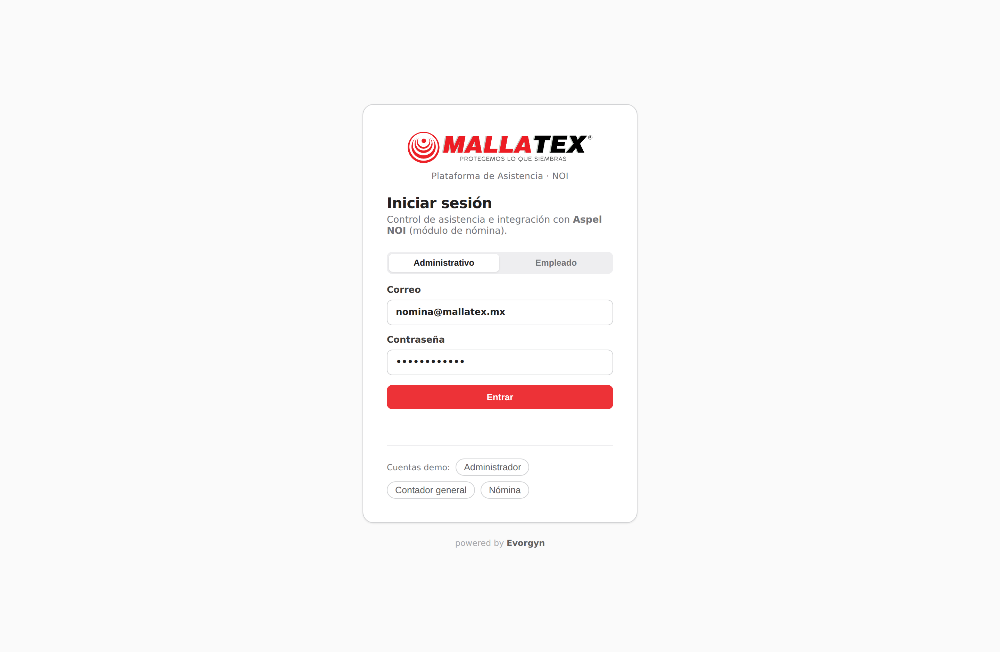 MALLATEX®
PROTEGEMOS LO QUE SIEMBRAS
Plataforma de Asistencia · NOI
Iniciar sesión
Control de asistencia e integración con Aspel
NOI (módulo de nómina).
Administrativo Empleado
Correo
nomina@mallatex.mx
Contraseña
••••••••••••
Entrar
Cuentas demo: Administrador
Contador general Nómina
powered by Evorgyn